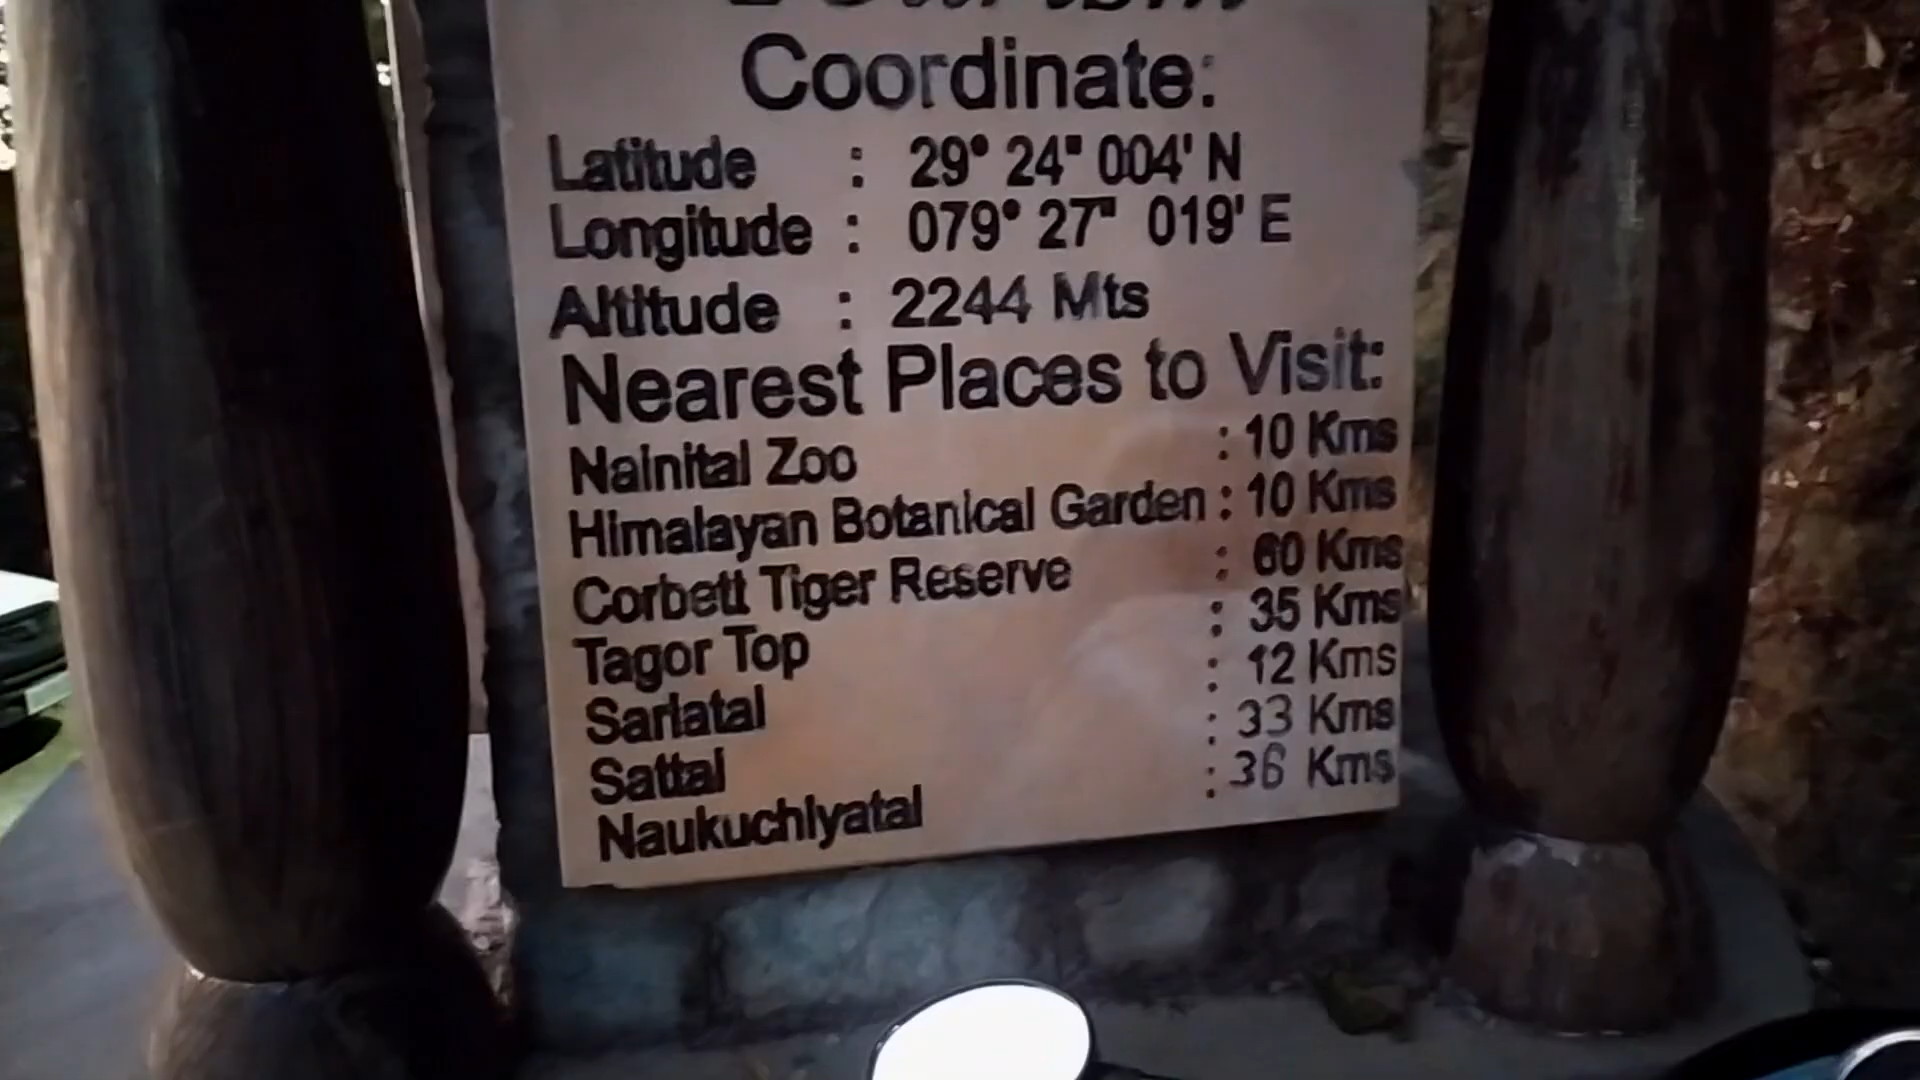 Coordinate:
Latitude : 29° 24" 004' N
Longitude : 079° 27" 019' E
Altitude : 2244 Mts
Nearest Places to Visit:
Nainital Zoo : 10 Kms
Himalayan Botanical Garden : 10 Kms
Corbett Tiger Reserve : 60 Kms
Tagor Top : 35 Kms
Sariatal : 12 Kms
Sattal : 33 Kms
Naukuchiyatal : 36 Kms